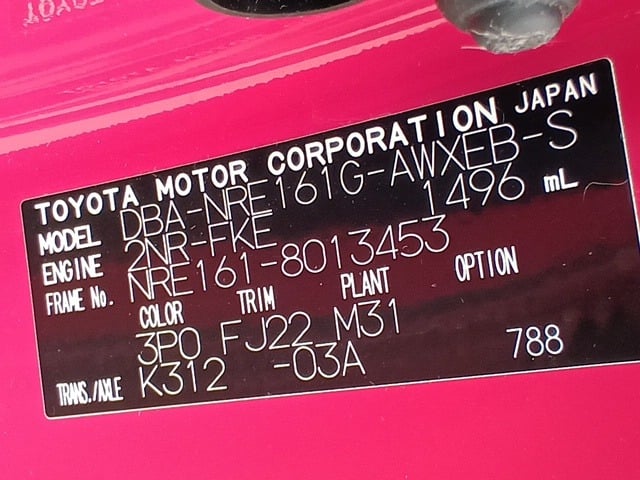 TOYOTA MOTOR CORPORATION JAPAN
MODEL DBA-NRE161G-AWXEB-S
ENGINE 2NR-FKE 1496 mL
FRAME No. NRE161-8013453
COLOR TRIM PLANT OPTION
3P0 FJ22 M31
TRANS./AXLE K312 -03A 788